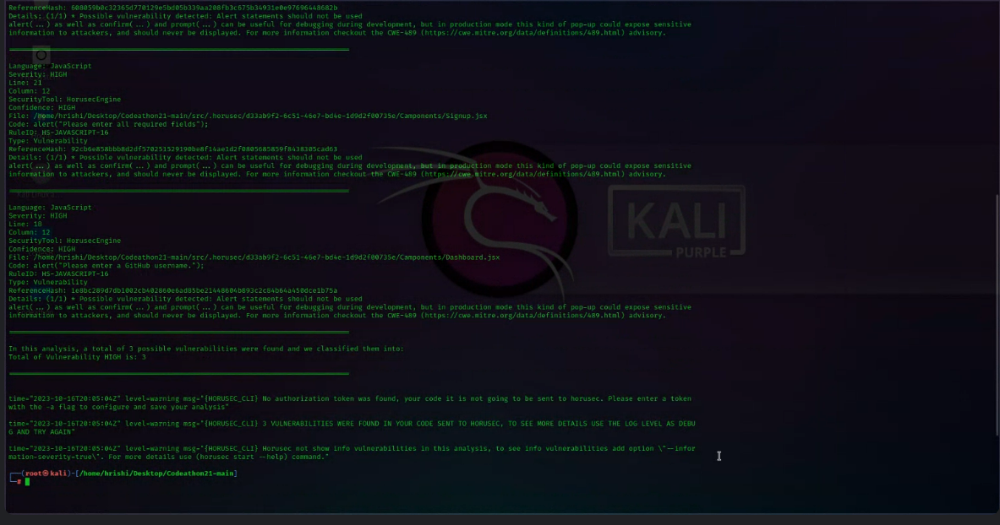 ReferenceHash: 608059b0c32365d770129e5bd05b339aa208fb3c675b34931e0e97696448682b
Details: (1/1) * Possible vulnerability detected: Alert statements should not be used
alert(...) as well as confirm(...) and prompt(...) can be useful for debugging during development, but in production mode this kind of pop-up could expose sensitive
information to attackers, and should never be displayed. For more information checkout the CWE-489 (https://cwe.mitre.org/data/definitions/489.html) advisory.
==================================================================================
Language: JavaScript
Severity: HIGH
Line: 21
Column: 12
SecurityTool: HorusecEngine
Confidence: HIGH
File: /home/hrishi/Desktop/Codeathon21-main/src/.horusec/d33ab9f2-6c51-46e7-bd4e-1d9d2f00735e/Camponents/Signup.jsx
Code: alert("Please enter all required fields");
RuleID: HS-JAVASCRIPT-16
Type: Vulnerability
ReferenceHash: 92cb6e858bbb8d2df5702515291​90be8f14ae1d2f0805685859f8438305cad63
Details: (1/1) * Possible vulnerability detected: Alert statements should not be used
alert(...) as well as confirm(...) and prompt(...) can be useful for debugging during development, but in production mode this kind of pop-up could expose sensitive
information to attackers, and should never be displayed. For more information checkout the CWE-489 (https://cwe.mitre.org/data/definitions/489.html) advisory.
==================================================================================
Language: JavaScript
Severity: HIGH
Line: 18
Column: 12
SecurityTool: HorusecEngine
Confidence: HIGH
File: /home/hrishi/Desktop/Codeathon21-main/src/.horusec/d33ab9f2-6c51-46e7-bd4e-1d9d2f00735e/Camponents/Dashboard.jsx
Code: alert("Please enter a GitHub username.");
RuleID: HS-JAVASCRIPT-16
Type: Vulnerability
ReferenceHash: 1e8bc289d7db1002cb402860e6ad85be21448604b893c2c84b64a450dce1b75a
Details: (1/1) * Possible vulnerability detected: Alert statements should not be used
alert(...) as well as confirm(...) and prompt(...) can be useful for debugging during development, but in production mode this kind of pop-up could expose sensitive
information to attackers, and should never be displayed. For more information checkout the CWE-489 (https://cwe.mitre.org/data/definitions/489.html) advisory.
==================================================================================
In this analysis, a total of 3 possible vulnerabilities were found and we classified them into:
Total of Vulnerability HIGH is: 3
==================================================================================
time="2023-10-16T20:05:04Z" level=warning msg="{HORUSEC_CLI} No authorization token was found, your code it is not going to be sent to horusec. Please enter a token
with the -a flag to configure and save your analysis"
time="2023-10-16T20:05:04Z" level=warning msg="{HORUSEC_CLI} 3 VULNERABILITIES WERE FOUND IN YOUR CODE SENT TO HORUSEC, TO SEE MORE DETAILS USE THE LOG LEVEL AS DEBU
G AND TRY AGAIN"
time="2023-10-16T20:05:04Z" level=warning msg="{HORUSEC_CLI} Horusec not show info vulnerabilities in this analysis, to see info vulnerabilities add option \"--infor
mation-severity=true\". For more details use (horusec start --help) command."
┌──(root㉿kali)-[/home/hrishi/Desktop/Codeathon21-main]
└─#
KALI
PURPLE